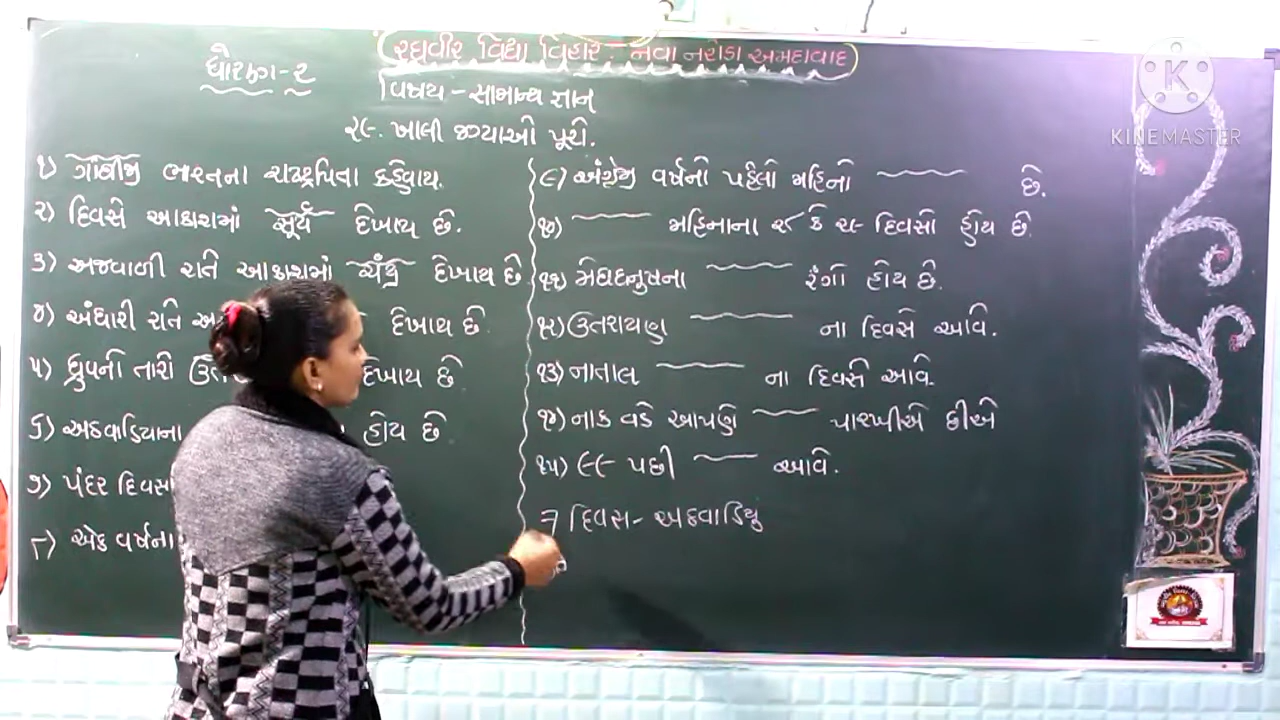 રઘુવીર વિદ્યા વિહાર : નવા નરોડા અમદાવાદ
ધોરણ - ૨
વિષય - સામાન્ય જ્ઞાન
૨૯. ખાલી જગ્યાઓ પૂરો.
૧) ગાંધીજી ભારતના રાષ્ટ્રપિતા કહેવાય.
૨) દિવસે આકાશમાં સૂર્ય દેખાય છે.
૩) અજવાળી રાતે આકાશમાં ચંદ્ર દેખાય છે.
૪) અંધારી રાતે દેખાય છે.
૫) ધ્રુવનો તારો દેખાય છે
૬) અઠવાડિયાના હોય છે
૭) પંદર
૮) એક વર્ષના
૯) અંગ્રેજી વર્ષનો પહેલો મહિનો છે.
૧૦) મહિનાના ૨૮ કે ૨૯ દિવસો હોય છે.
૧૧) મેઘધનુષના રંગો હોય છે.
૧૨) ઉતરાયણ ના દિવસે આવે.
૧૩) નાતાલ ના દિવસે આવે.
૧૪) નાક વડે આપણે પારખીએ છીએ
૧૫) ૯૯ પછી આવે.
7 દિવસ - અઠવાડિયુ
KINEMASTER